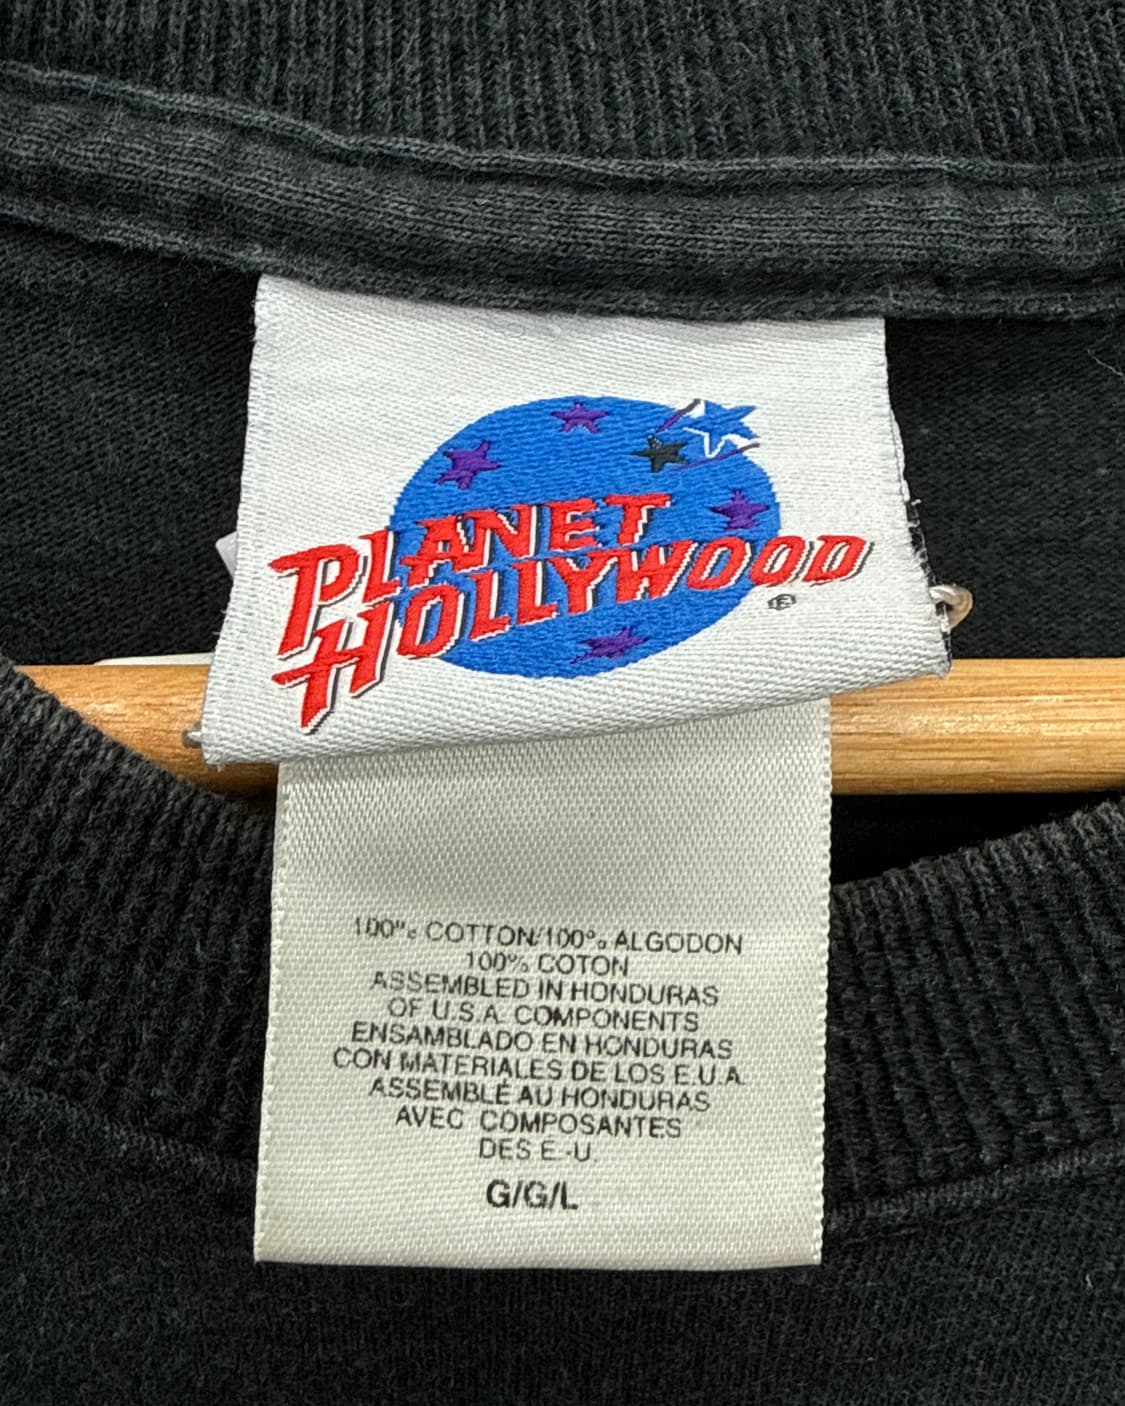 PLANET
HOLLYWOOD
®
100% COTTON/100% ALGODON
100% COTON
ASSEMBLED IN HONDURAS
OF U.S.A. COMPONENTS
ENSAMBLADO EN HONDURAS
CON MATERIALES DE LOS E.U.A.
ASSEMBLÉ AU HONDURAS
AVEC COMPOSANTES
DES E.-U.
G/G/L